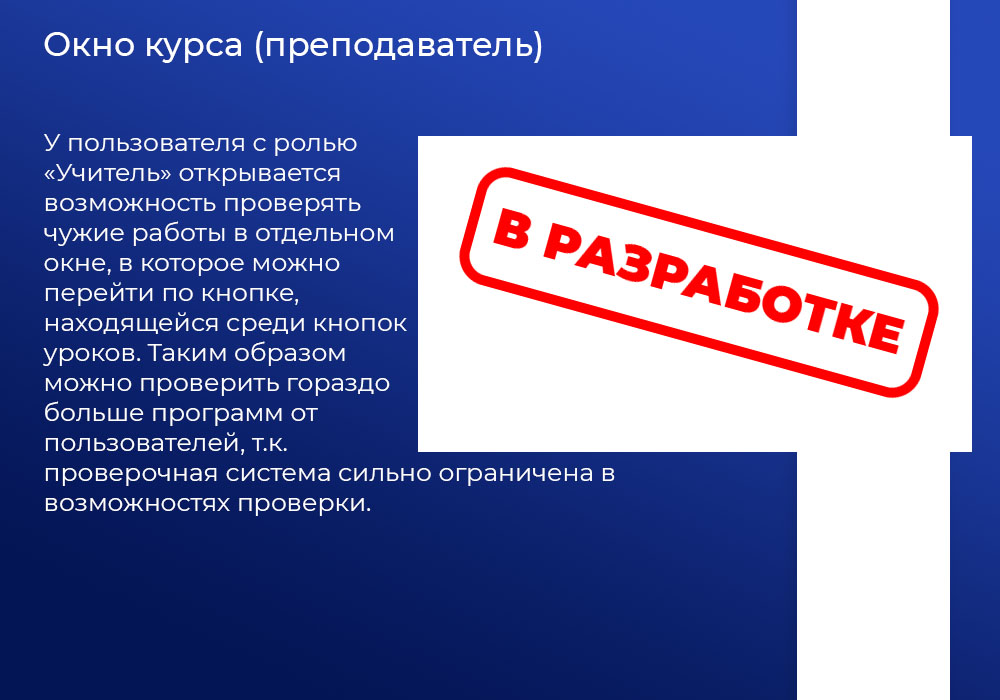 Окно курса (преподаватель)
У пользователя с ролью
«Учитель» открывается
возможность проверять
чужие работы в отдельном
окне, в которое можно
перейти по кнопке,
находящейся среди кнопок
уроков. Таким образом
можно проверить гораздо
больше программ от
пользователей, т.к.
проверочная система сильно ограничена в
возможностях проверки.
В РАЗРАБОТКЕ